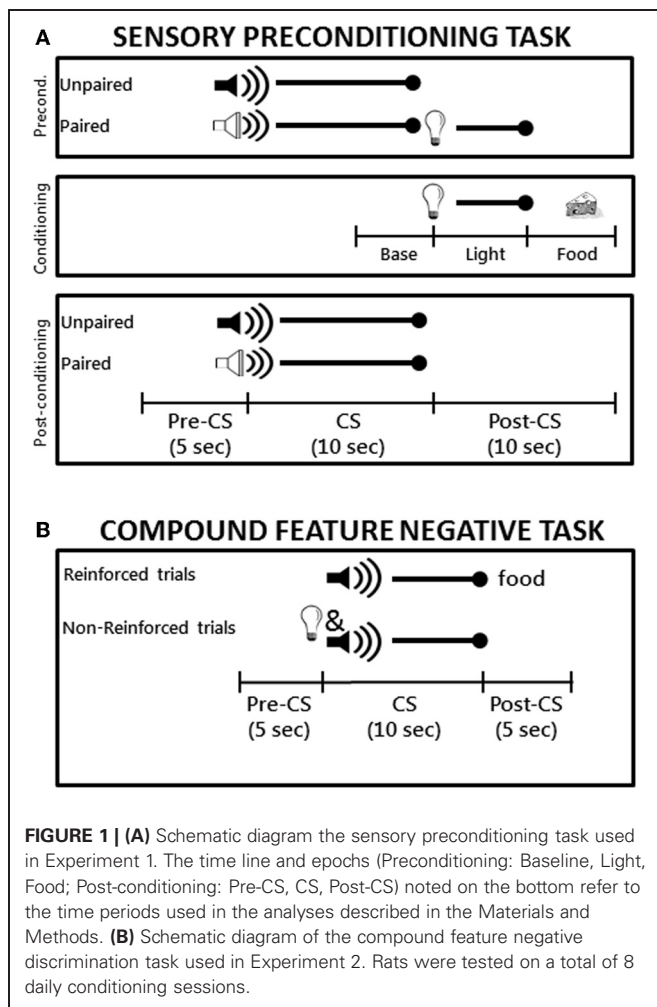 A SENSORY PRECONDITIONING TASK
Precond.
Unpaired
Paired
Conditioning
Base Light Food
Post-conditioning
Unpaired
Paired
Pre-CS CS Post-CS
(5 sec) (10 sec) (10 sec)
B COMPOUND FEATURE NEGATIVE TASK
Reinforced trials food
&
Non-Reinforced trials
Pre-CS CS Post-CS
(5 sec) (10 sec) (5 sec)
FIGURE 1 | (A) Schematic diagram the sensory preconditioning task used
in Experiment 1. The time line and epochs (Preconditioning: Baseline, Light,
Food; Post-conditioning: Pre-CS, CS, Post-CS) noted on the bottom refer to
the time periods used in the analyses described in the Materials and
Methods. (B) Schematic diagram of the compound feature negative
discrimination task used in Experiment 2. Rats were tested on a total of 8
daily conditioning sessions.